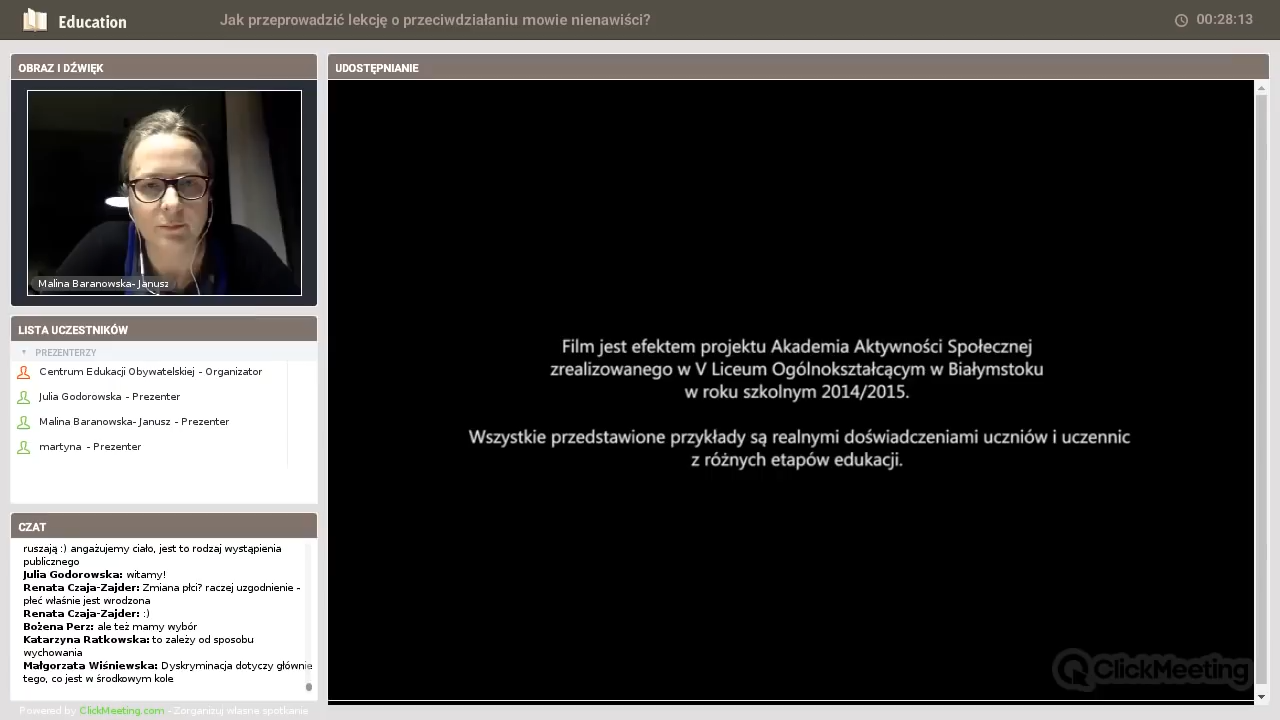 Education
Jak przeprowadzić lekcję o przeciwdziałaniu mowie nienawiści?
00:28:13
OBRAZ I DŹWIĘK
Malina Baranowska- Janusz
LISTA UCZESTNIKÓW
PREZENTERZY
Centrum Edukacji Obywatelskiej - Organizator
Julia Godorowska - Prezenter
Malina Baranowska- Janusz - Prezenter
martyna - Prezenter
CZAT
ruszają :) angażujemy ciało, jest to rodzaj wystąpienia
publicznego
Julia Godorowska: witamy!
Renata Czaja-Zajder: Zmiana płci? raczej uzgodnienie -
płeć właśnie jest wrodzona
Renata Czaja-Zajder: :)
Bożena Perz: ale też mamy wybór
Katarzyna Ratkowska: to zależy od sposobu
wychowania
Małgorzata Wiśniewska: Dyskryminacja dotyczy głównie
tego, co jest w środkowym kole
Powered by ClickMeeting.com - Zorganizuj własne spotkanie
UDOSTĘPNIANIE
Film jest efektem projektu Akademia Aktywności Społecznej
zrealizowanego w V Liceum Ogólnokształcącym w Białymstoku
w roku szkolnym 2014/2015.
Wszystkie przedstawione przykłady są realnymi doświadczeniami uczniów i uczennic
z różnych etapów edukacji.
ClickMeeting